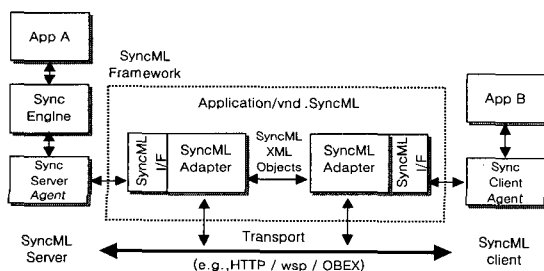 App A
SyncML
Framework
Sync
EngIne
Application/vnd .SyncML
App B
SyncML
I/F
SyncML
Adapter
SyncML
XML
Objects
SyncML
Adapter
SyncML
I/F
Sync
Server
Agent
Sync
Client
Agent
SyncML
Server
Transport
(e.g.,HTTP / wsp / OBEX)
SyncML
client